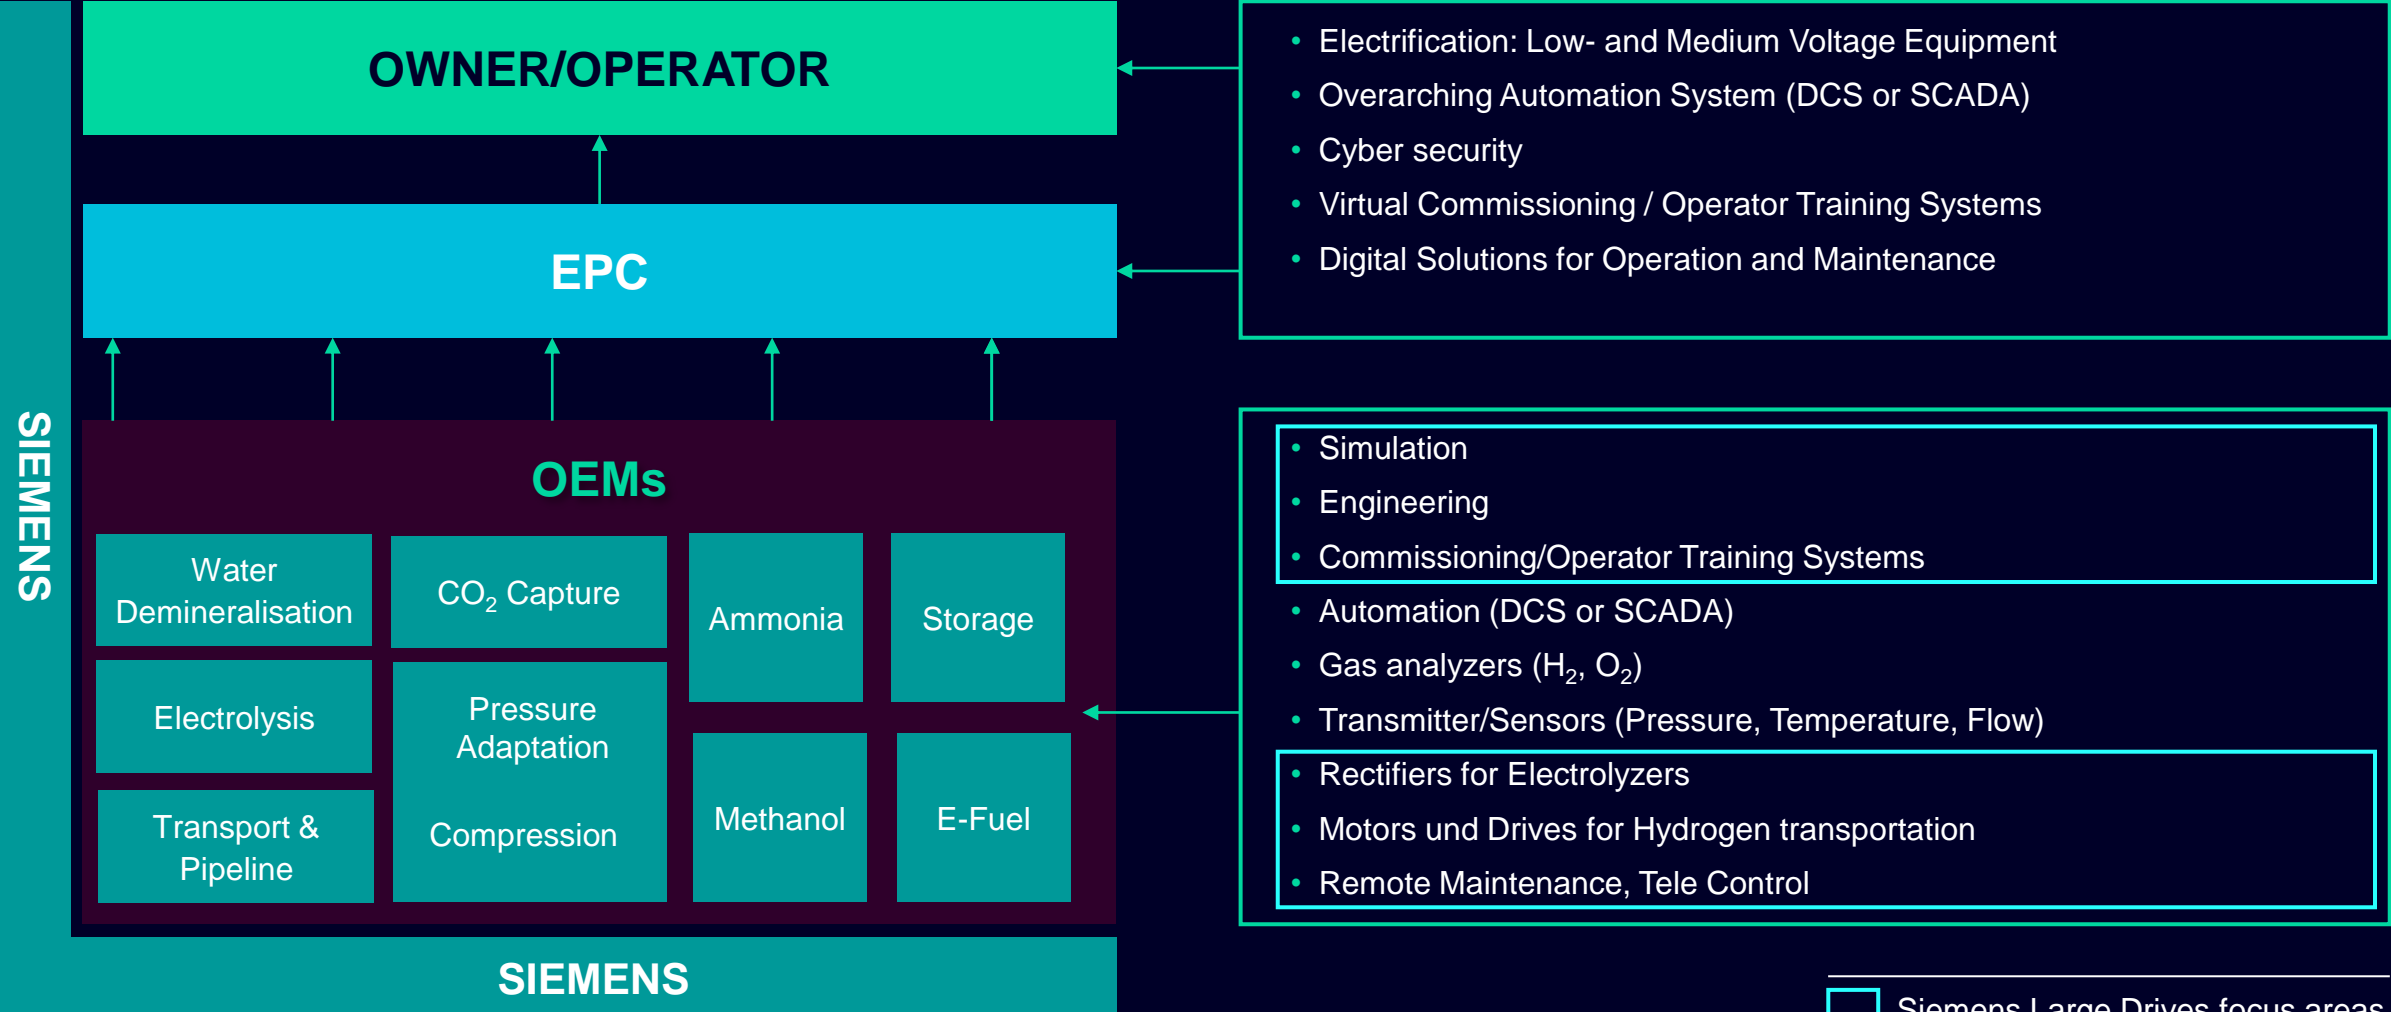 OWNER/OPERATOR
EPC
SIEMENS
OEMs
Water
Demineralisation
CO₂ Capture
Ammonia
Storage
Electrolysis
Pressure
Adaptation
Compression
Transport &
Pipeline
Methanol
E-Fuel
SIEMENS
• Electrification: Low- and Medium Voltage Equipment
• Overarching Automation System (DCS or SCADA)
• Cyber security
• Virtual Commissioning / Operator Training Systems
• Digital Solutions for Operation and Maintenance
• Simulation
• Engineering
• Commissioning/Operator Training Systems
• Automation (DCS or SCADA)
• Gas analyzers (H₂, O₂)
• Transmitter/Sensors (Pressure, Temperature, Flow)
• Rectifiers for Electrolyzers
• Motors und Drives for Hydrogen transportation
• Remote Maintenance, Tele Control
Siemens Large Drives focus areas